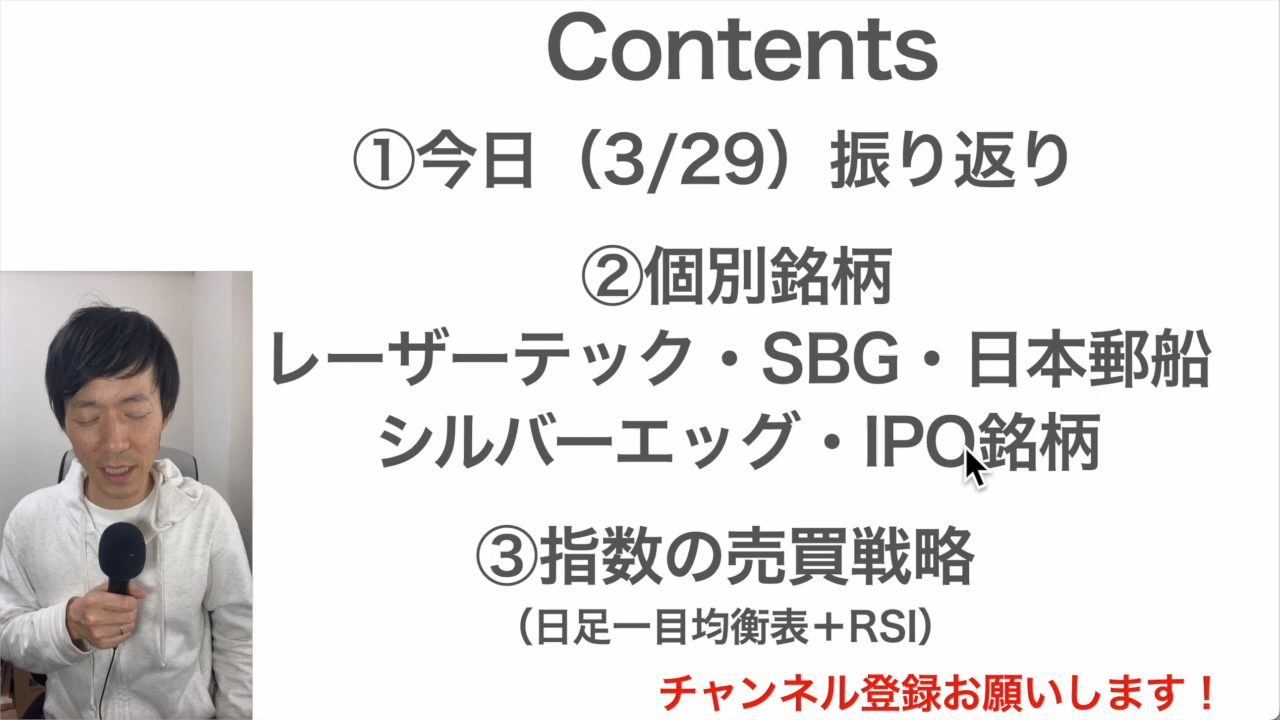 Contents
①今日（3/29）振り返り
②個別銘柄
レーザーテック・SBG・日本郵船
シルバーエッグ・IPO銘柄
③指数の売買戦略
（日足一目均衡表＋RSI）
チャンネル登録お願いします！